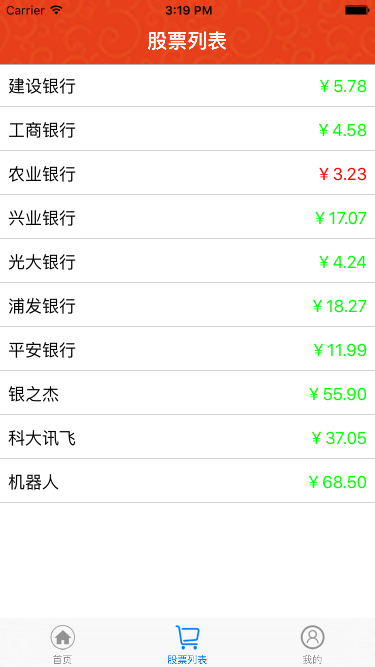 Carrier 3:19 PM
股票列表
建设银行 ￥5.78
工商银行 ￥4.58
农业银行 ￥3.23
兴业银行 ￥17.07
光大银行 ￥4.24
浦发银行 ￥18.27
平安银行 ￥11.99
银之杰 ￥55.90
科大讯飞 ￥37.05
机器人 ￥68.50
首页 股票列表 我的